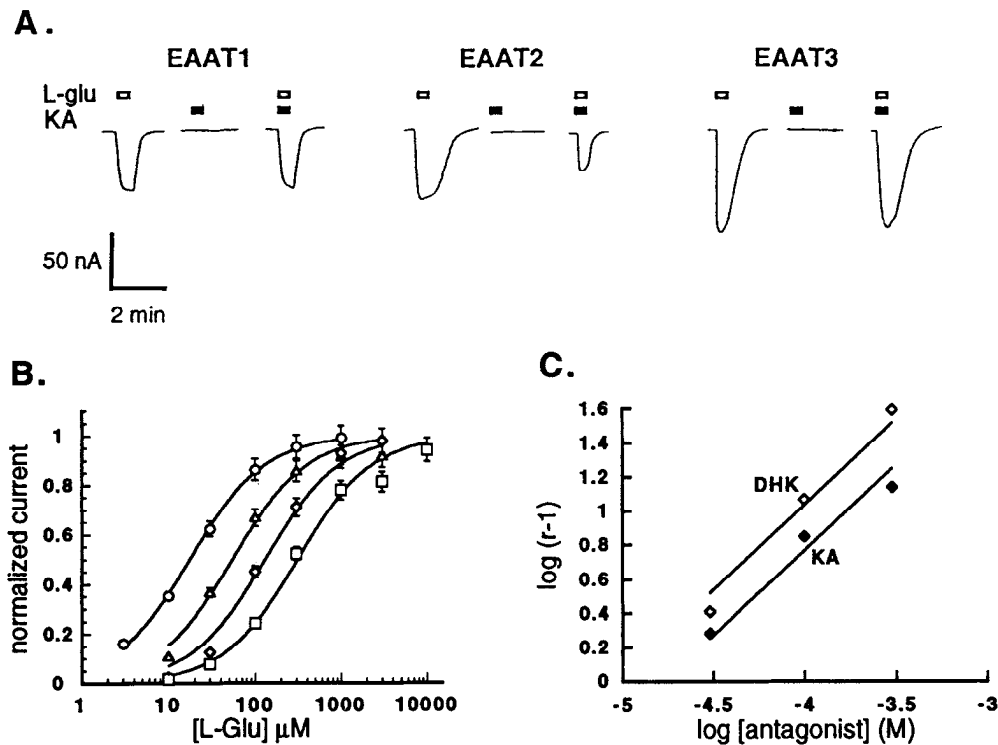 A.
EAAT1 EAAT2 EAAT3
L-glu
KA
50 nA
2 min
B.
normalized current
1
0.8
0.6
0.4
0.2
0
1 10 100 1000 10000
[L-Glu] µM
C.
log (r-1)
1.6
1.4
1.2
1
0.8
0.6
0.4
0.2
0
DHK
KA
-5 -4.5 -4 -3.5 -3
log [antagonist] (M)